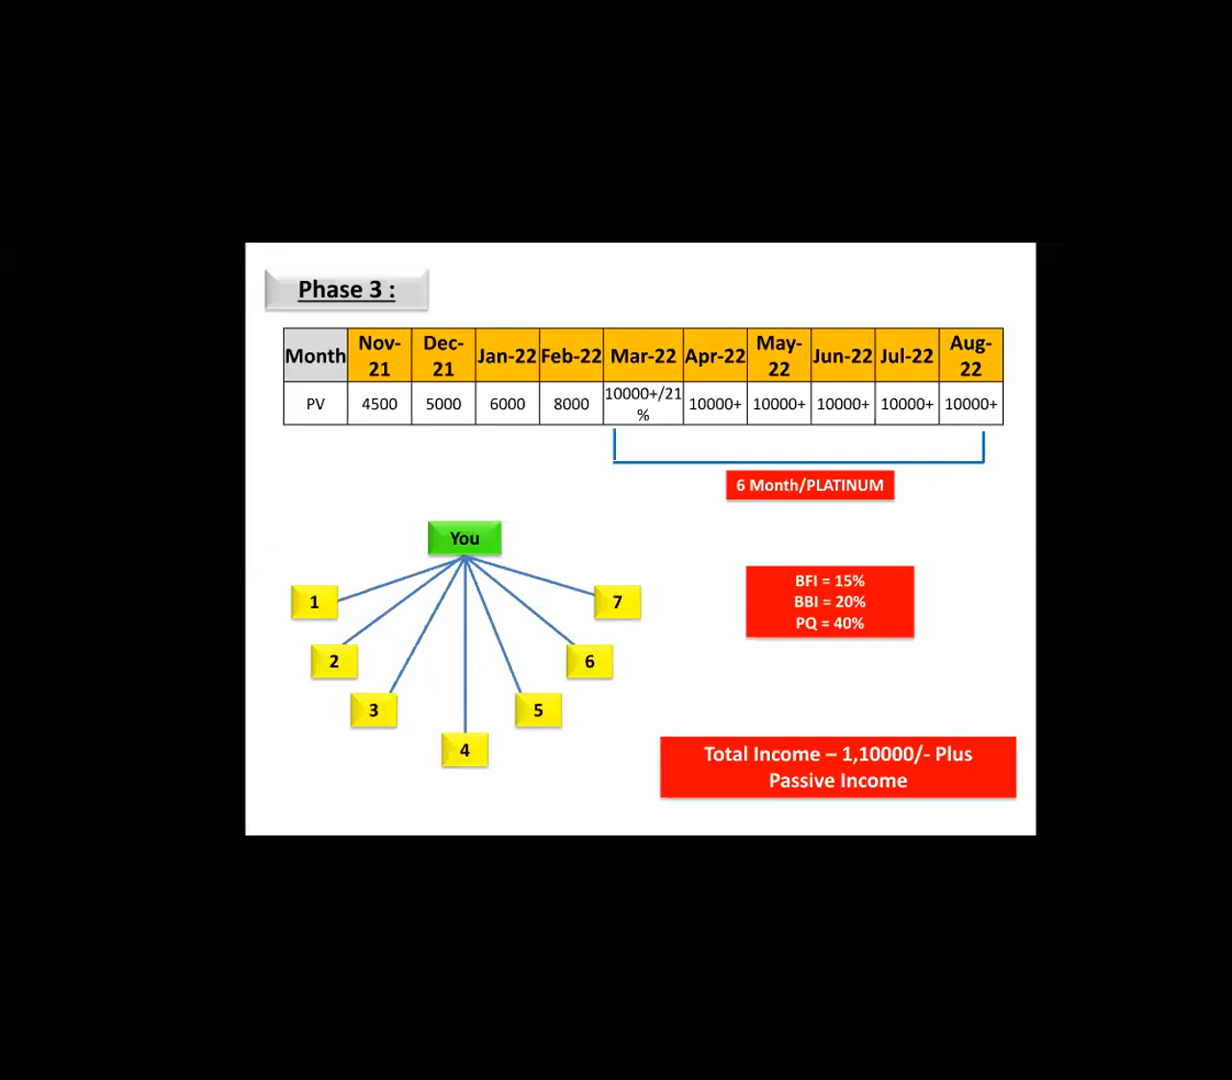 Phase 3 :
Month Nov-21 Dec-21 Jan-22 Feb-22 Mar-22 Apr-22 May-22 Jun-22 Jul-22 Aug-22
PV 4500 5000 6000 8000 10000+/21% 10000+ 10000+ 10000+ 10000+ 10000+
6 Month/PLATINUM
You
1
7
2
6
3
5
4
BFI = 15%
BBI = 20%
PQ = 40%
Total Income – 1,10000/- Plus
Passive Income